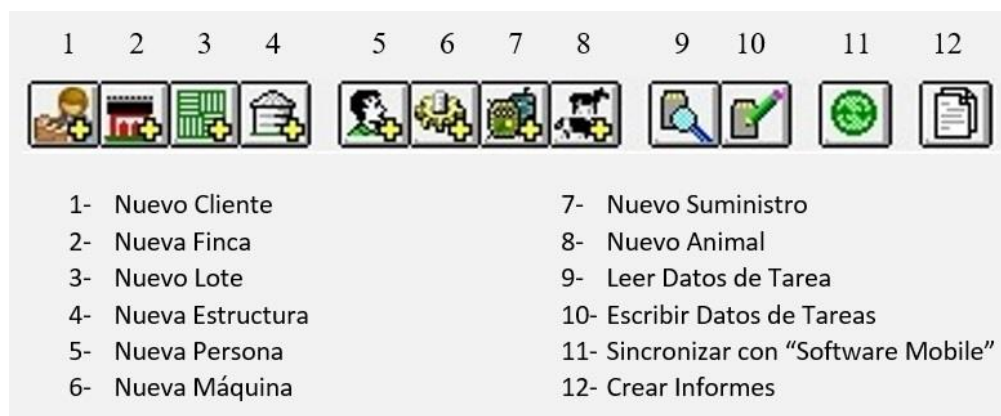 1 2 3 4 5 6 7 8 9 10 11 12
1- Nuevo Cliente
2- Nueva Finca
3- Nuevo Lote
4- Nueva Estructura
5- Nueva Persona
6- Nueva Máquina
7- Nuevo Suministro
8- Nuevo Animal
9- Leer Datos de Tarea
10- Escribir Datos de Tareas
11- Sincronizar con “Software Mobile”
12- Crear Informes